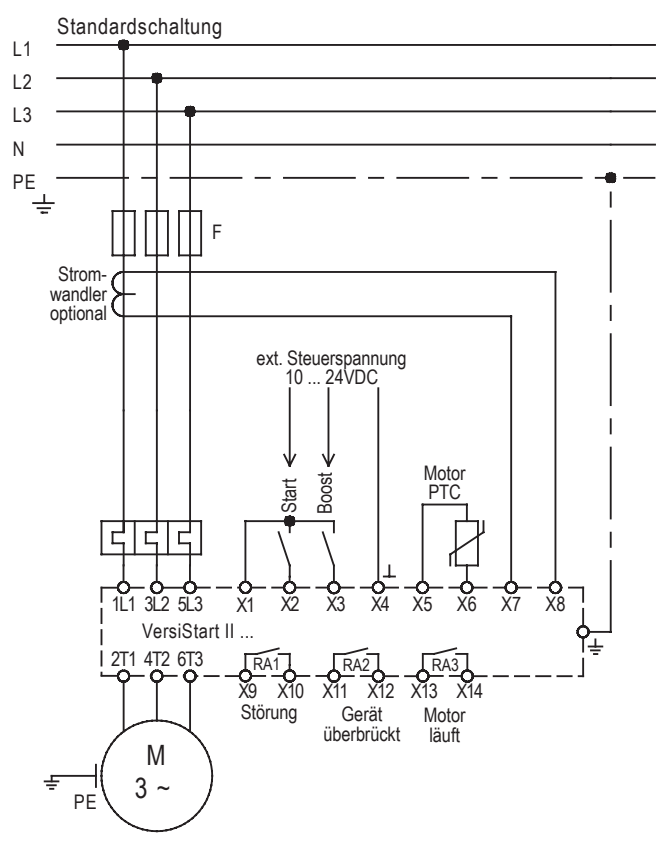 Standardschaltung
L1
L2
L3
N
PE
F
Strom-
wandler
optional
ext. Steuerspannung
10 ... 24VDC
Start
Boost
Motor
PTC
1L1 3L2 5L3 X1 X2 X3 X4 X5 X6 X7 X8
VersiStart II ...
2T1 4T2 6T3
RA1 RA2 RA3
X9 X10 X11 X12 X13 X14
Störung
Gerät
überbrückt
Motor
läuft
M
3 ~
PE